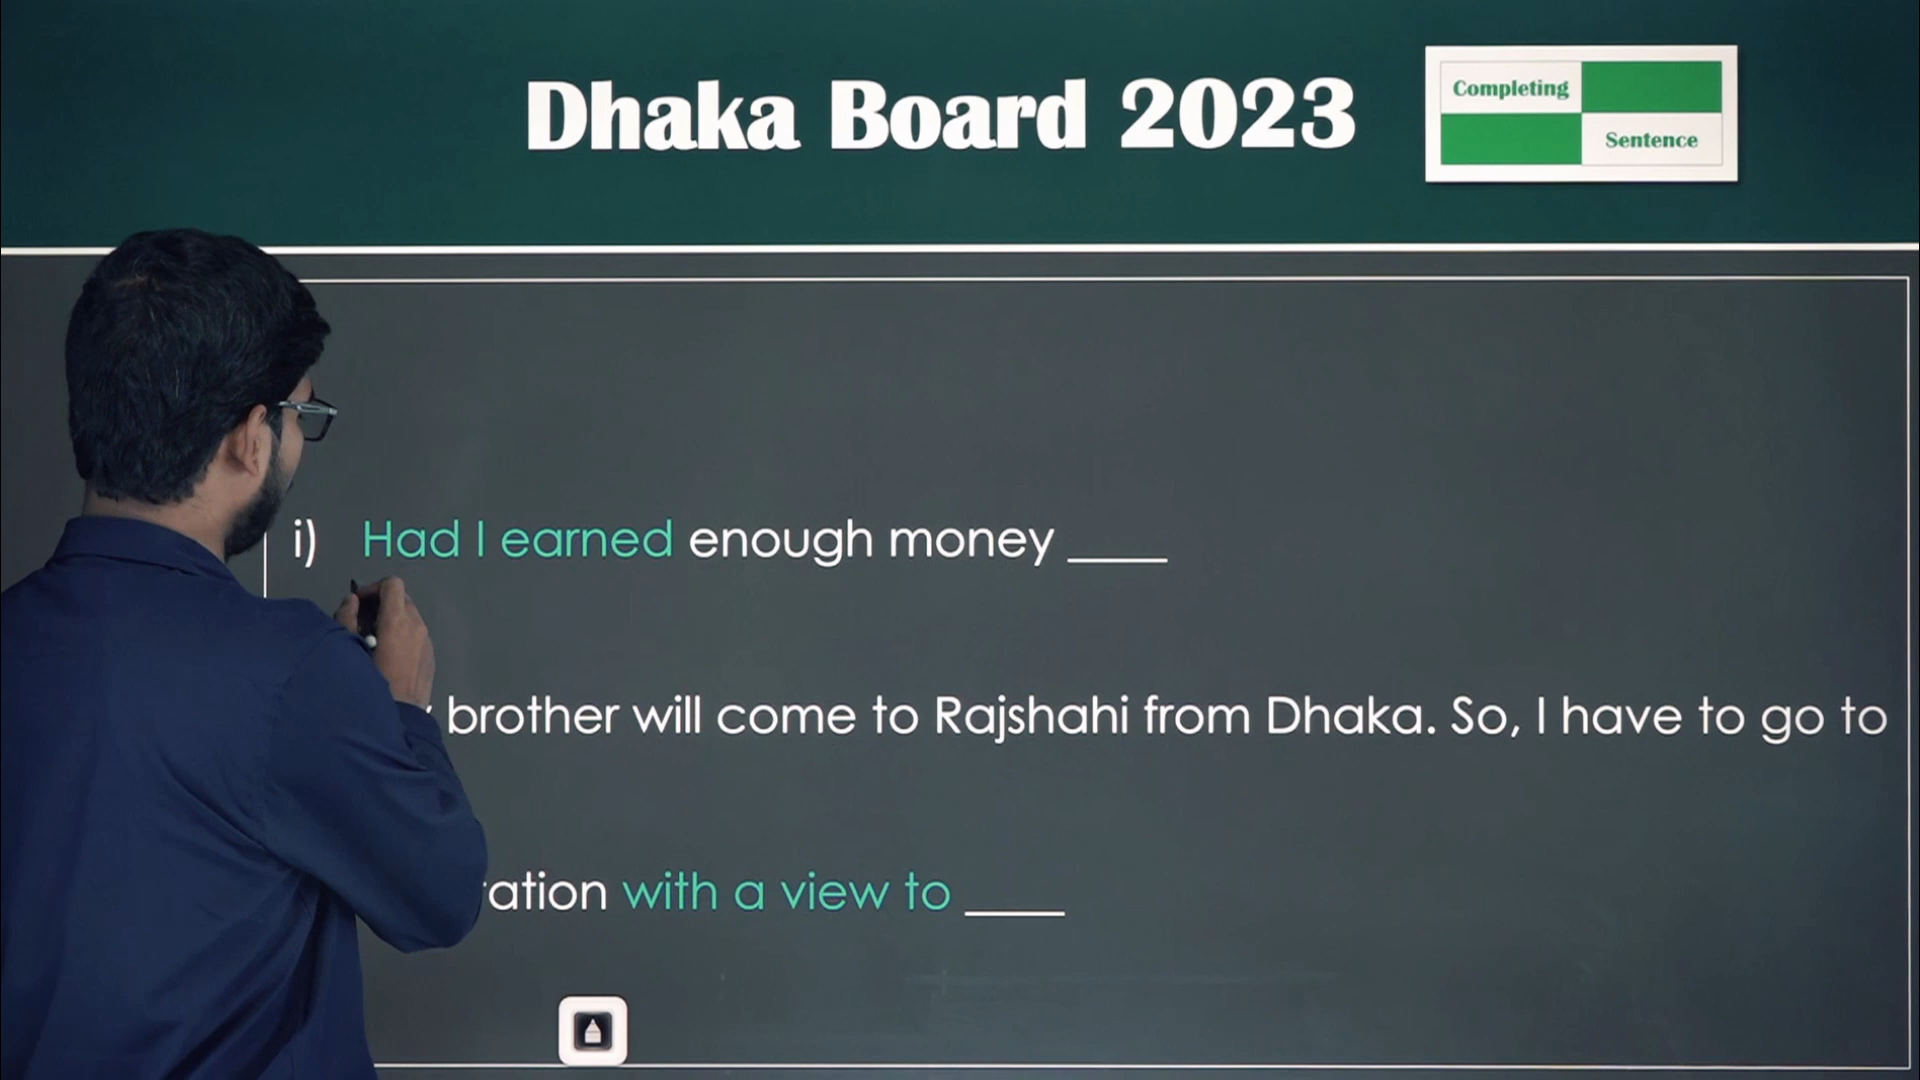 Dhaka Board 2023
Completing
Sentence
i) Had I earned enough money ____
brother will come to Rajshahi from Dhaka. So, I have to go to
with a view to ____